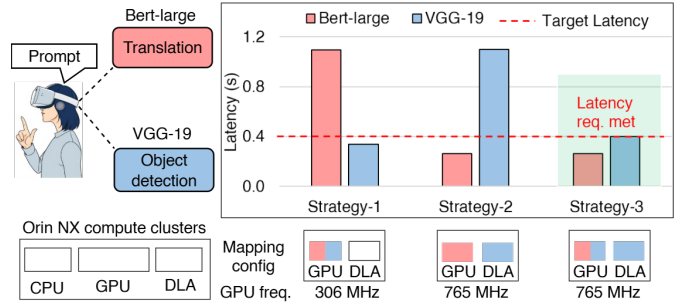 Bert-large
Translation
Prompt
VGG-19
Object
detection
Bert-large
VGG-19
Target Latency
Latency (s)
1.2
0.8
0.4
0.0
Latency
req. met
Strategy-1
Strategy-2
Strategy-3
Orin NX compute clusters
CPU
GPU
DLA
Mapping
config
GPU DLA
GPU DLA
GPU DLA
GPU freq.
306 MHz
765 MHz
765 MHz